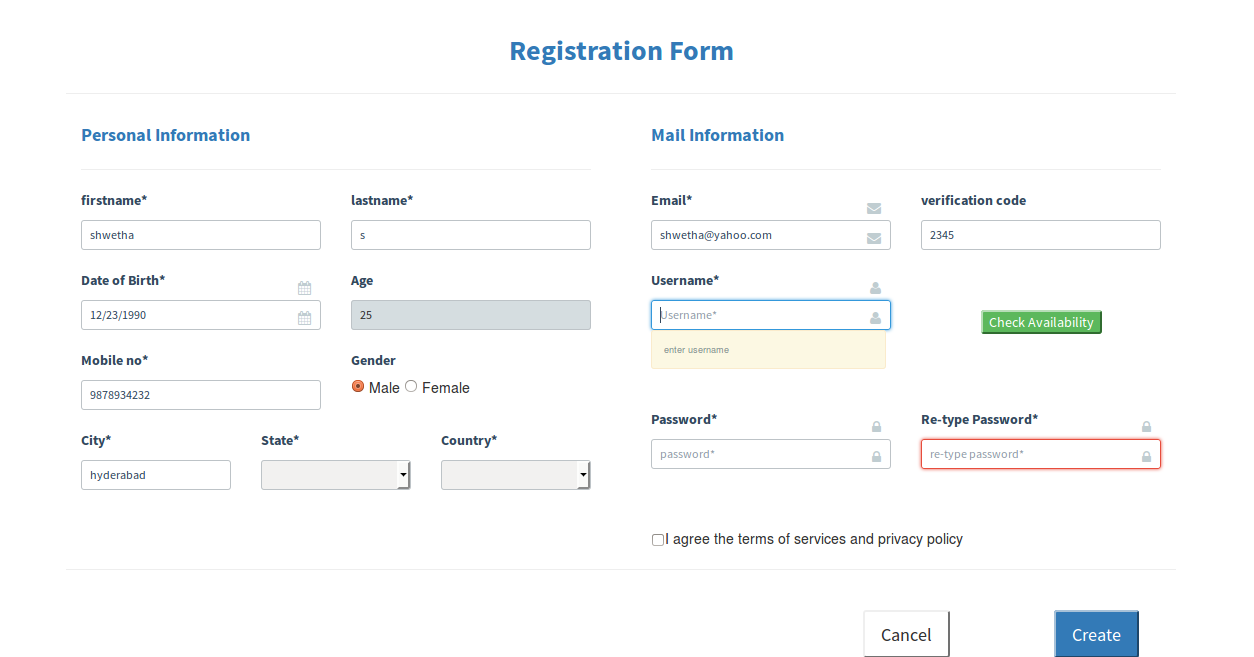 Registration Form
Personal Information
Mail Information
firstname*
lastname*
Email*
verification code
shwetha
s
shwetha@yahoo.com
2345
Date of Birth*
Age
Username*
12/23/1990
25
Username*
Check Availability
enter username
Mobile no*
Gender
9878934232
Male
Female
Password*
Re-type Password*
City*
State*
Country*
password*
re-type password*
hyderabad
I agree the terms of services and privacy policy
Cancel
Create